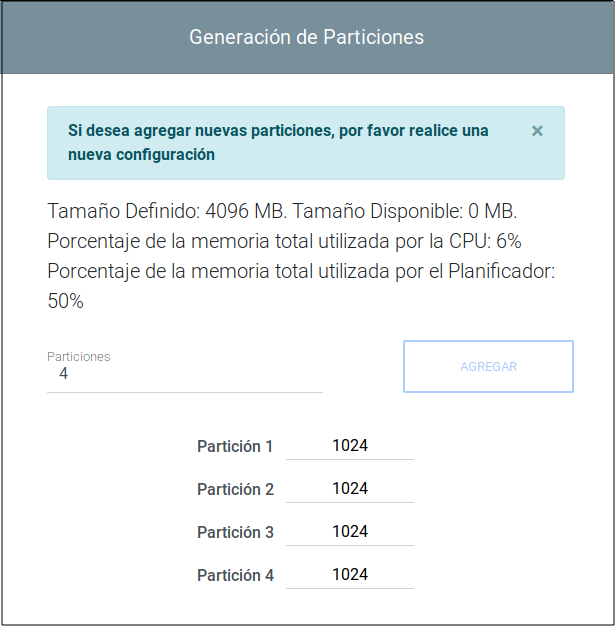 Generación de Particiones
Si desea agregar nuevas particiones, por favor realice una
×
nueva configuración
Tamaño Definido: 4096 MB. Tamaño Disponible: 0 MB.
Porcentaje de la memoria total utilizada por la CPU: 6%
Porcentaje de la memoria total utilizada por el Planificador:
50%
Particiones
4
AGREGAR
Partición 1 1024
Partición 2 1024
Partición 3 1024
Partición 4 1024